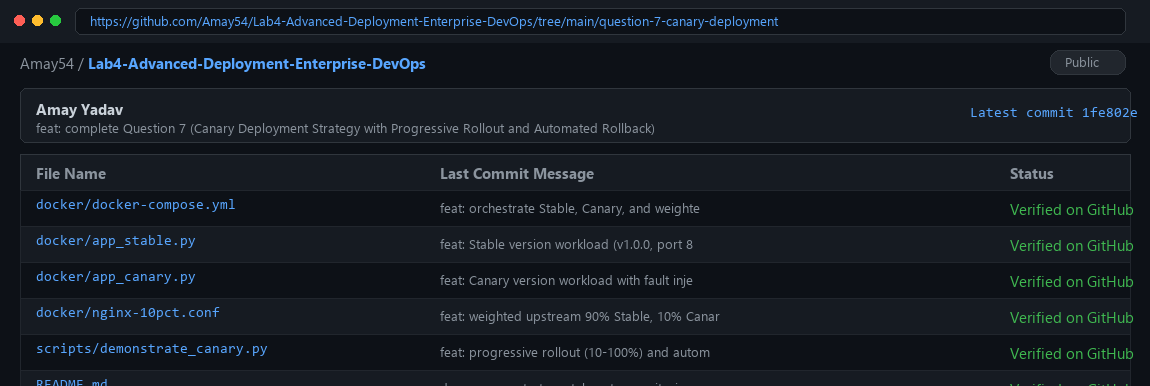 https://github.com/Amay54/Lab4-Advanced-Deployment-Enterprise-DevOps/tree/main/question-7-canary-deployment
Amay54 / Lab4-Advanced-Deployment-Enterprise-DevOps Public
Amay Yadav
feat: complete Question 7 (Canary Deployment Strategy with Progressive Rollout and Automated Rollback) Latest commit 1fe802e
File Name Last Commit Message Status
docker/docker-compose.yml feat: orchestrate Stable, Canary, and weighte Verified on GitHub
docker/app_stable.py feat: Stable version workload (v1.0.0, port 8 Verified on GitHub
docker/app_canary.py feat: Canary version workload with fault inje Verified on GitHub
docker/nginx-10pct.conf feat: weighted upstream 90% Stable, 10% Canar Verified on GitHub
scripts/demonstrate_canary.py feat: progressive rollout (10-100%) and autom Verified on GitHub
README.md